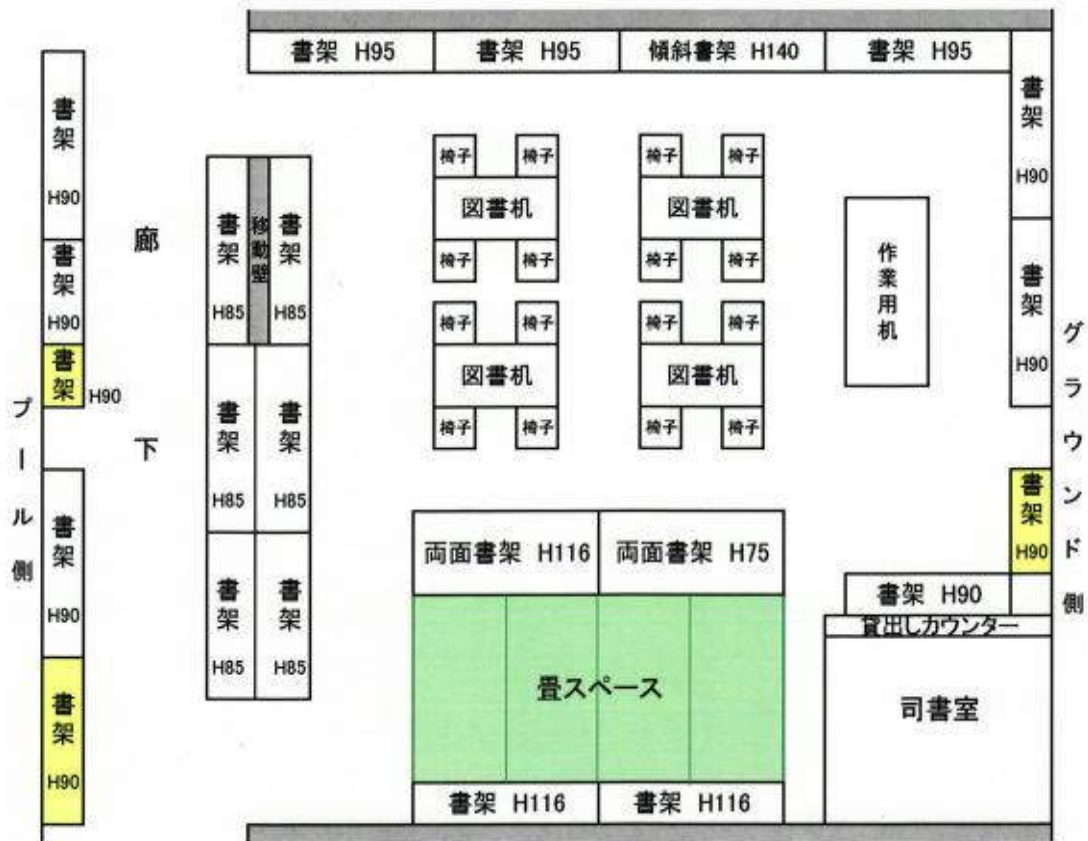 書架 H95
書架 H95
傾斜書架 H140
書架 H95
書架
H90
書架
H90
書架
H90
書架
H90
書架
H90
プール側
廊下
書架
H85
移動壁
書架
H85
書架
H85
書架
H85
書架
H85
書架
H85
椅子
椅子
図書机
椅子
椅子
椅子
椅子
図書机
椅子
椅子
椅子
椅子
図書机
椅子
椅子
椅子
椅子
図書机
椅子
椅子
作業用机
書架
H90
書架
H90
グラウンド側
書架
H90
両面書架 H116
両面書架 H75
畳スペース
書架 H116
書架 H116
書架 H90
貸出しカウンター
司書室